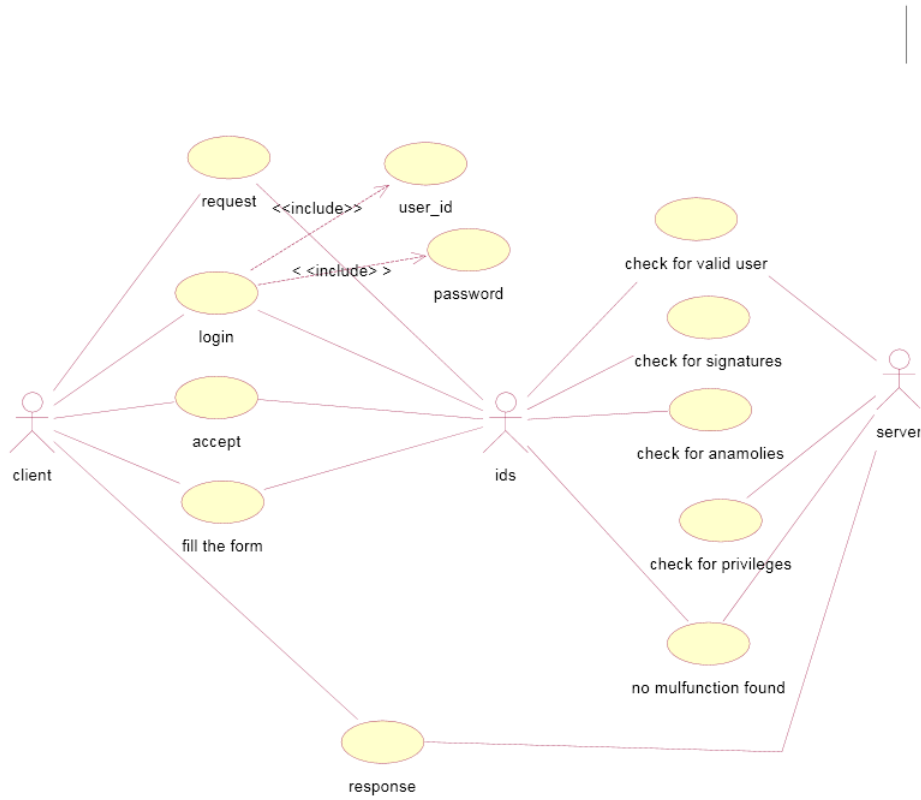 request
<<include>>
user_id
< <include> >
password
login
accept
client
fill the form
ids
check for valid user
check for signatures
check for anamolies
server
check for privileges
no mulfunction found
response